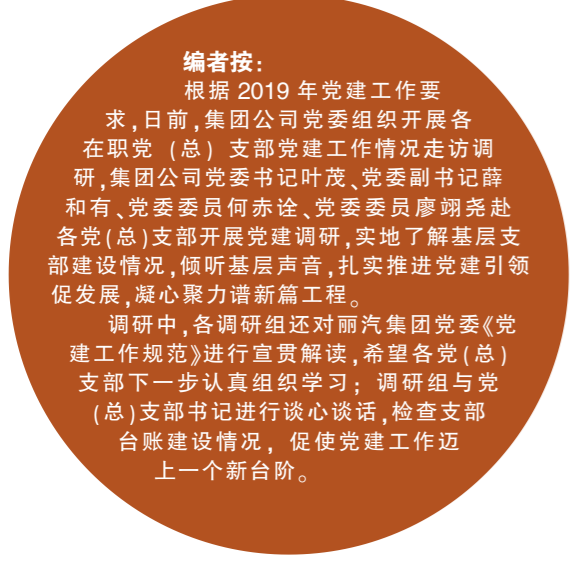 编者按:
根据 2019 年党建工作要
求,日前,集团公司党委组织开展各
在职党 (总) 支部党建工作情况走访调
研,集团公司党委书记叶茂、党委副书记薛
和有、党委委员何赤诠、党委委员廖翊尧赴
各党(总)支部开展党建调研,实地了解基层支
部建设情况,倾听基层声音,扎实推进党建引领
促发展,凝心聚力谱新篇工程。
调研中,各调研组还对丽汽集团党委《党
建工作规范》进行宣贯解读,希望各党(总)
支部下一步认真组织学习; 调研组与党
(总)支部书记进行谈心谈话,检查支部
台账建设情况, 促使党建工作迈
上一个新台阶。